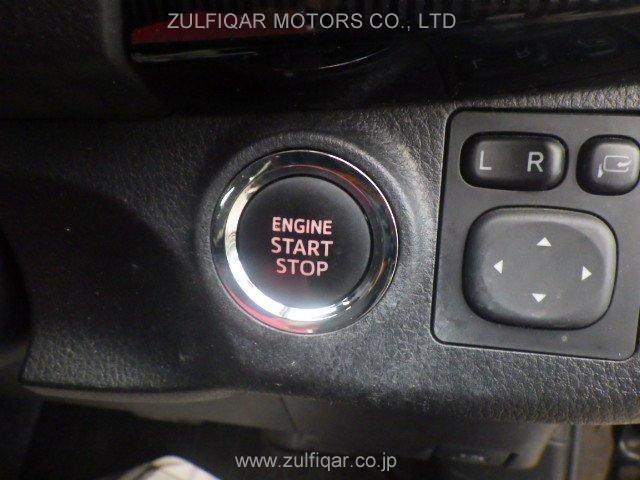 ZULFIQAR MOTORS CO., LTD
ENGINE
START
STOP
L R
www.zulfiqar.co.jp